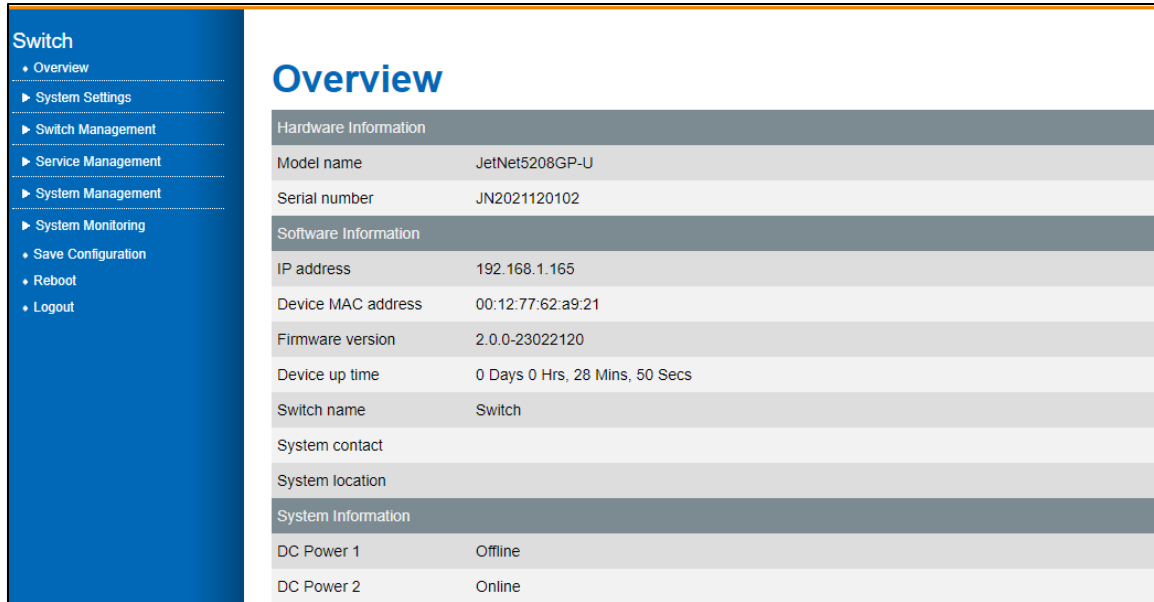 Switch
Overview
System Settings
Switch Management
Service Management
System Management
System Monitoring
Save Configuration
Reboot
Logout
Overview
Hardware Information
Model name JetNet5208GP-U
Serial number JN2021120102
Software Information
IP address 192.168.1.165
Device MAC address 00:12:77:62:a9:21
Firmware version 2.0.0-23022120
Device up time 0 Days 0 Hrs, 28 Mins, 50 Secs
Switch name Switch
System contact
System location
System Information
DC Power 1 Offline
DC Power 2 Online